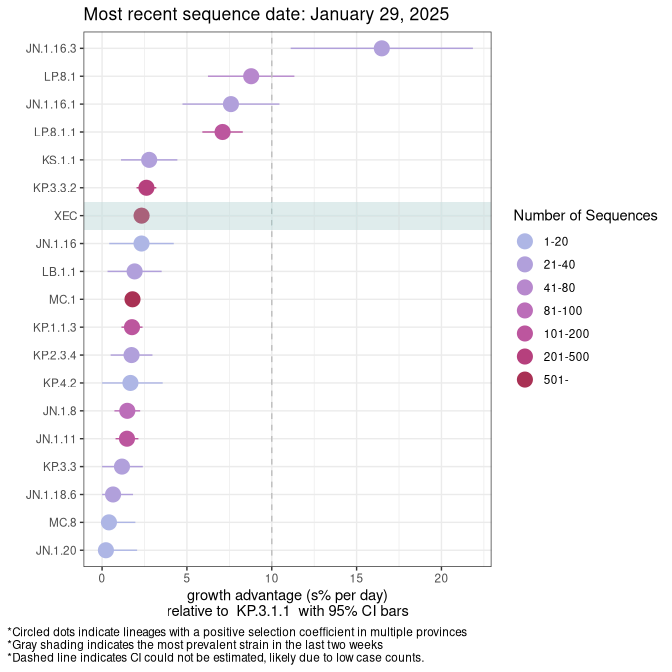 Most recent sequence date: January 29, 2025
JN.1.16.3
LP.8.1
JN.1.16.1
LP.8.1.1
KS.1.1
KP.3.3.2
XEC
JN.1.16
LB.1.1
MC.1
KP.1.1.3
KP.2.3.4
KP.4.2
JN.1.8
JN.1.11
KP.3.3
JN.1.18.6
MC.8
JN.1.20
0 5 10 15 20
growth advantage (s% per day)
relative to KP.3.1.1 with 95% CI bars
Number of Sequences
1-20
21-40
41-80
81-100
101-200
201-500
501-
*Circled dots indicate lineages with a positive selection coefficient in multiple provinces
*Gray shading indicates the most prevalent strain in the last two weeks
*Dashed line indicates CI could not be estimated, likely due to low case counts.